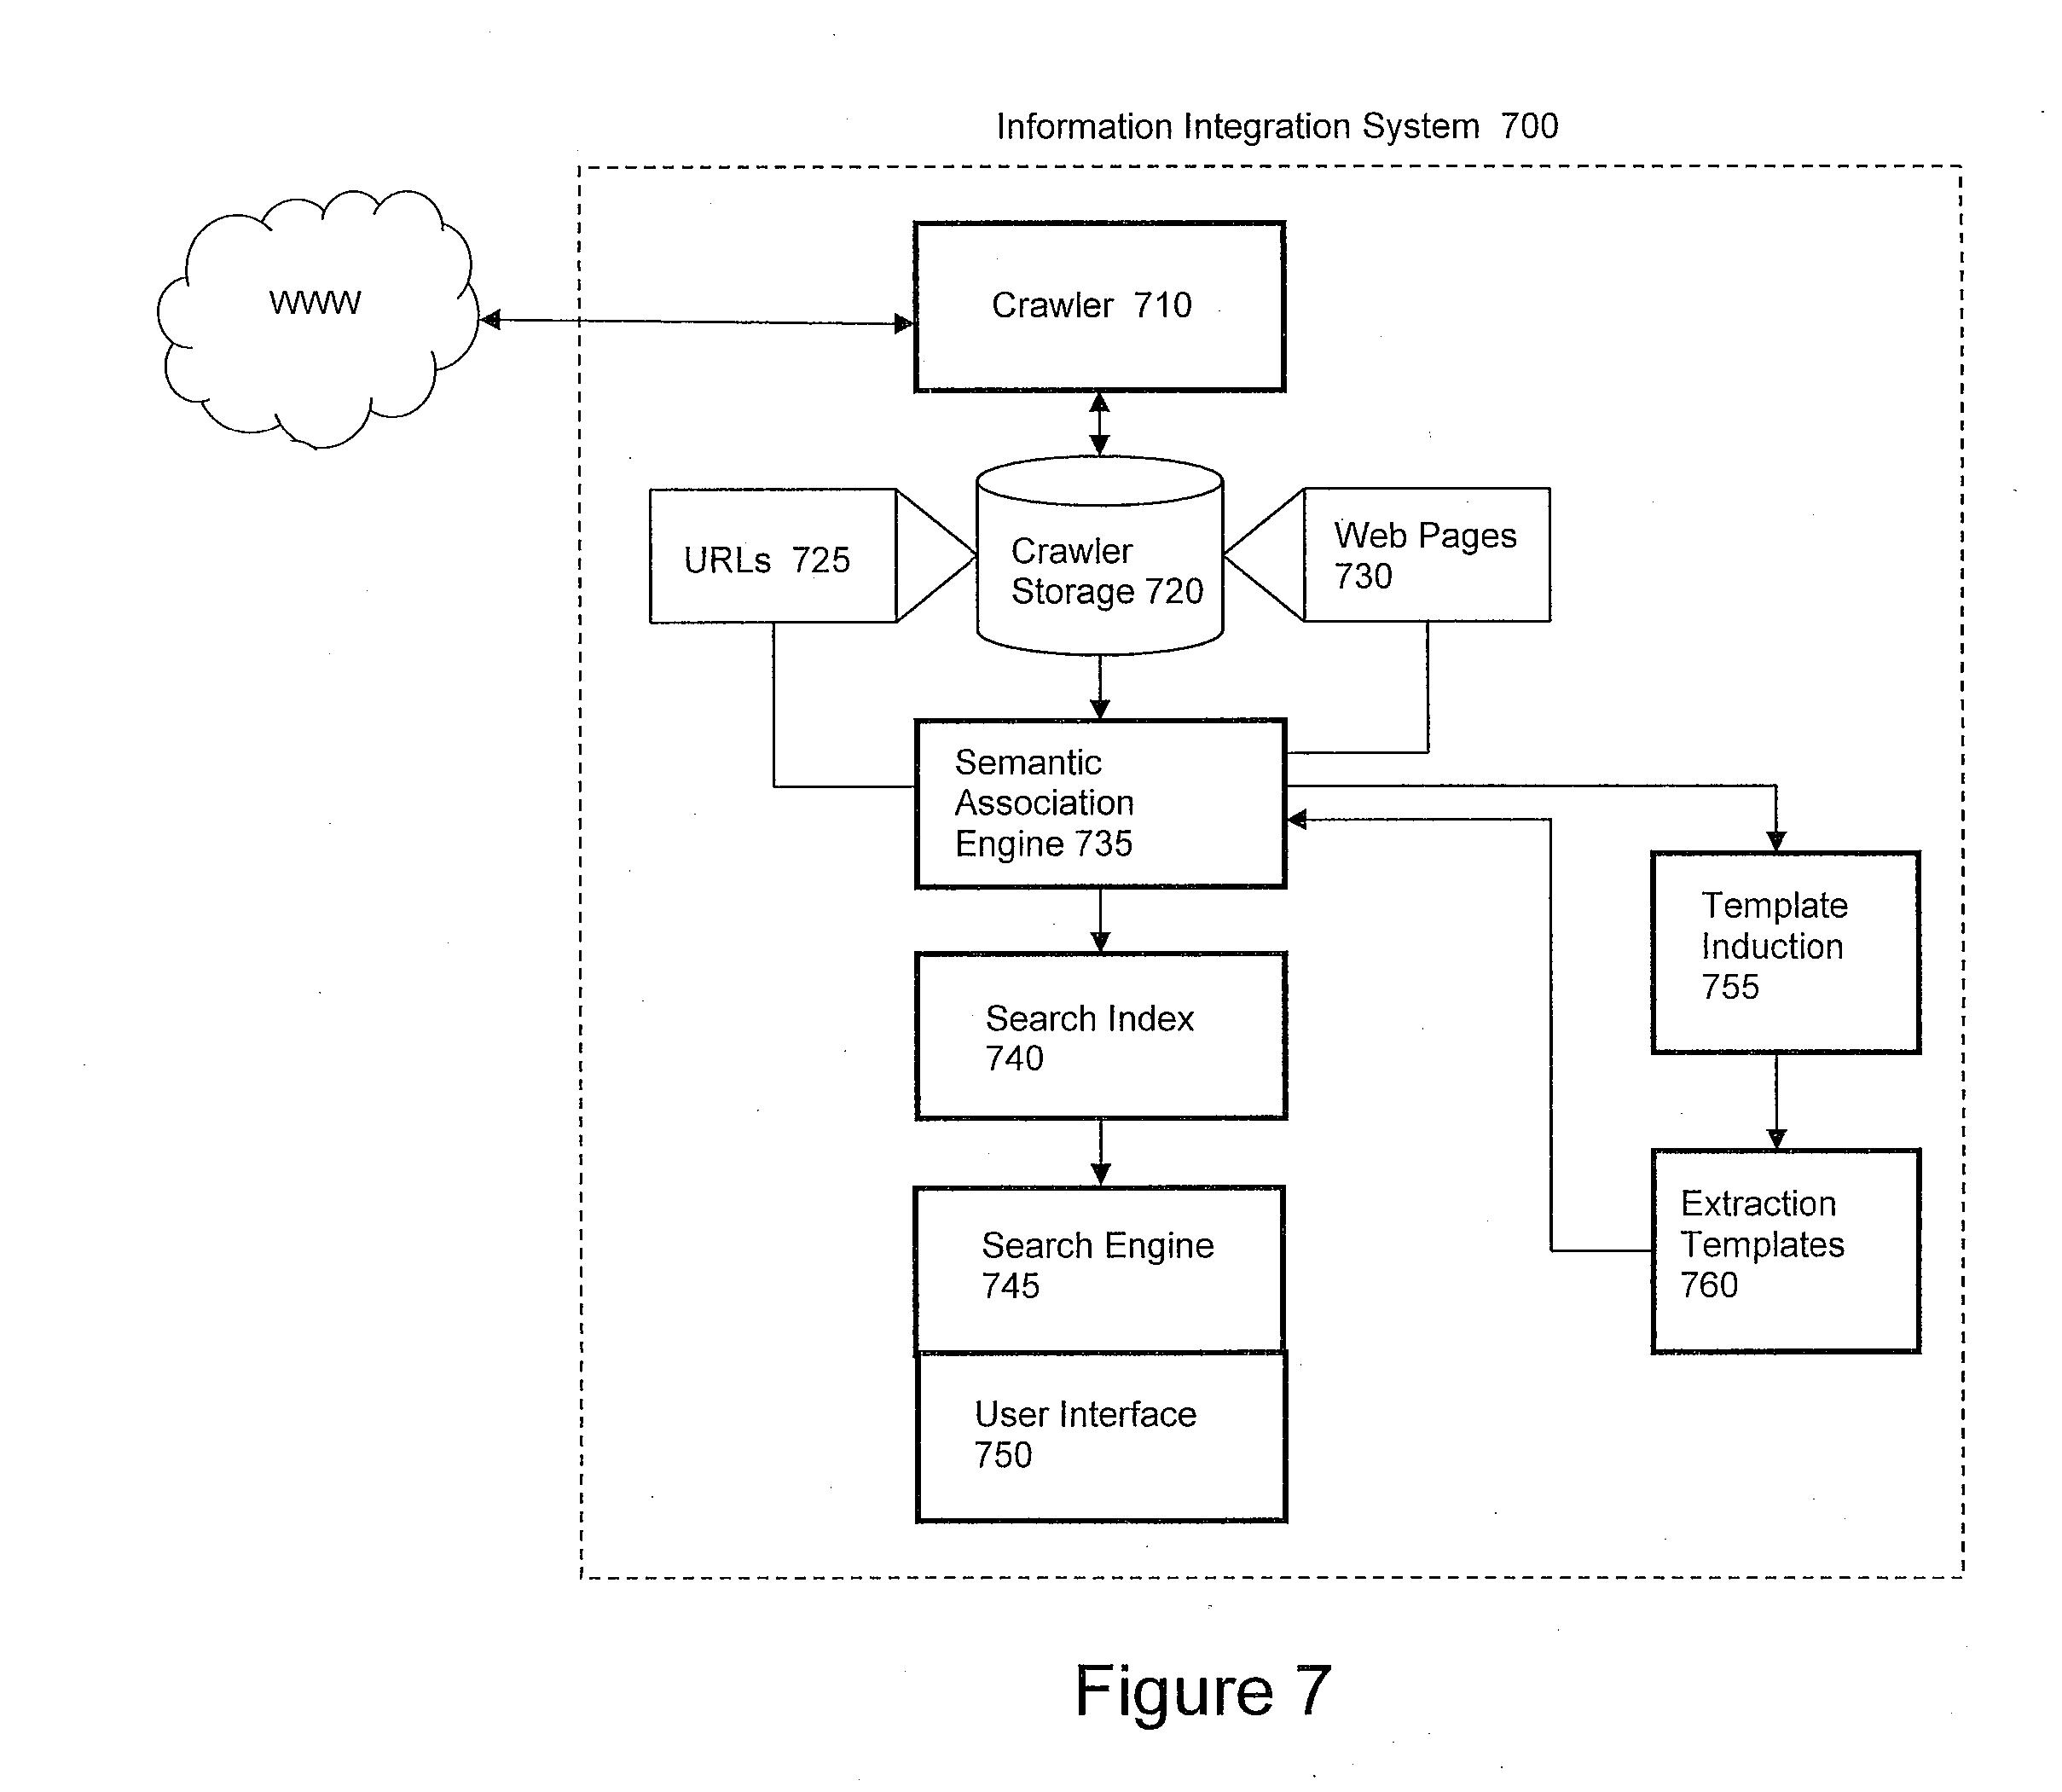 Information Integration System 700
WWW
Crawler 710
URLs 725
Crawler
Storage 720
Web Pages
730
Semantic
Association
Engine 735
Template
Induction
755
Search Index
740
Extraction
Templates
760
Search Engine
745
User Interface
750
Figure 7